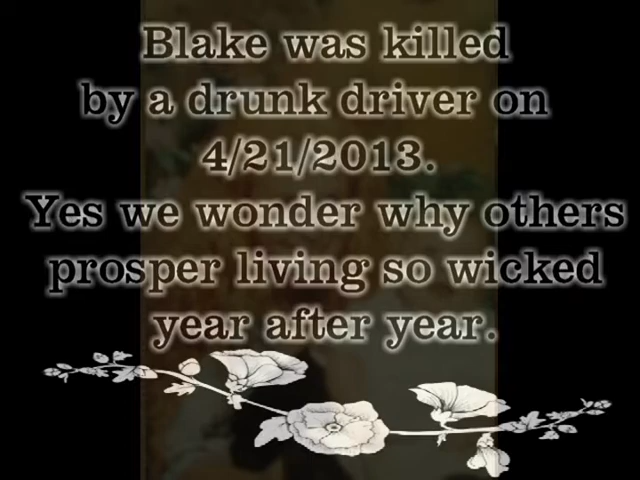 Blake was killed
by a drunk driver on
4/21/2013.
Yes we wonder why others
prosper living so wicked
year after year.